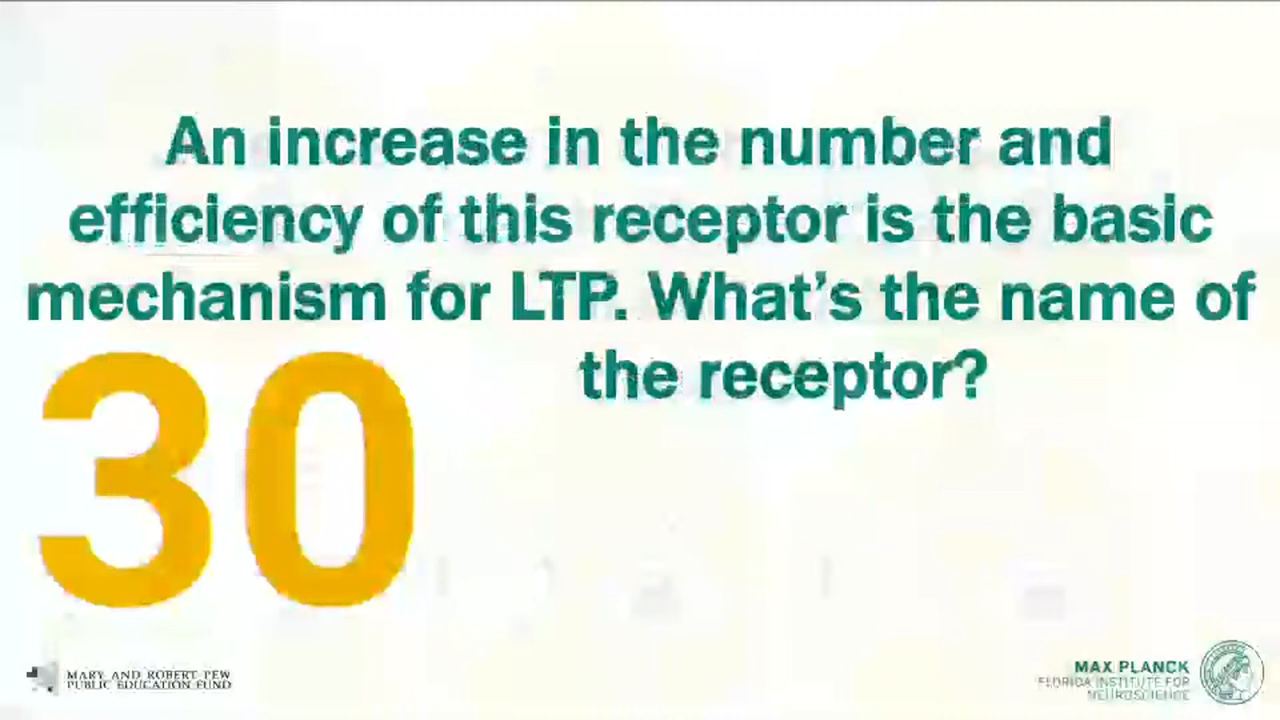 An increase in the number and
efficiency of this receptor is the basic
mechanism for LTP. What's the name of
the receptor?
30
MARY AND ROBERT PEW
PUBLIC EDUCATION FUND
MAX PLANCK
FLORIDA INSTITUTE FOR
NEUROSCIENCE